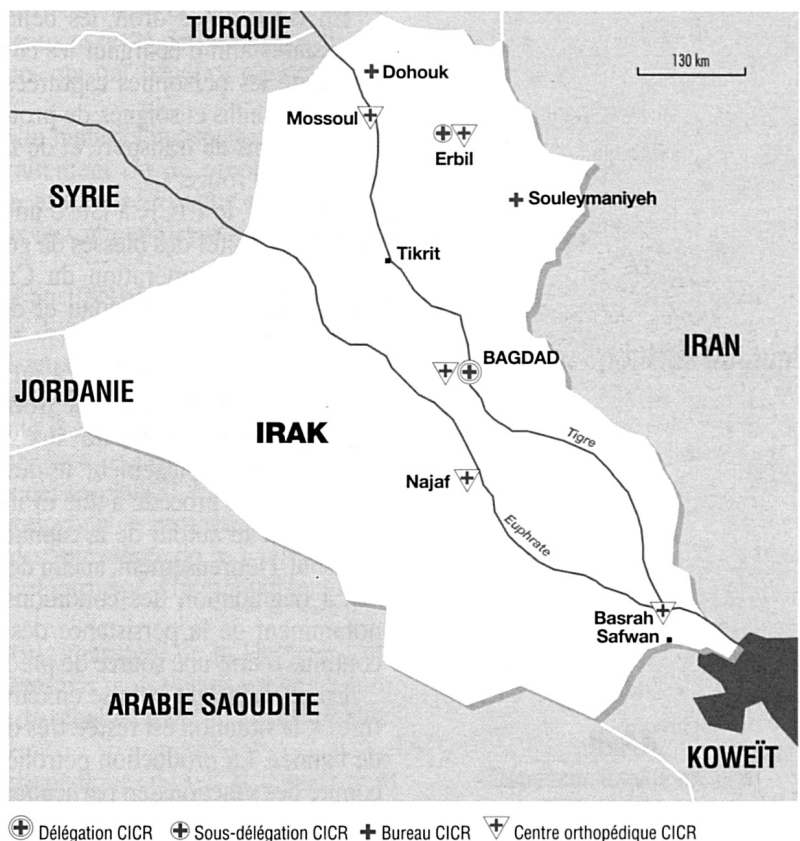 TURQUIE
130 km
Dohouk
Mossoul
Erbil
SYRIE
Souleymaniyeh
Tikrit
BAGDAD
IRAN
JORDANIE
IRAK
Tigre
Najaf
Euphrate
Basrah
Safwan
ARABIE SAOUDITE
KOWEÏT
Délégation CICR Sous-délégation CICR Bureau CICR Centre orthopédique CICR